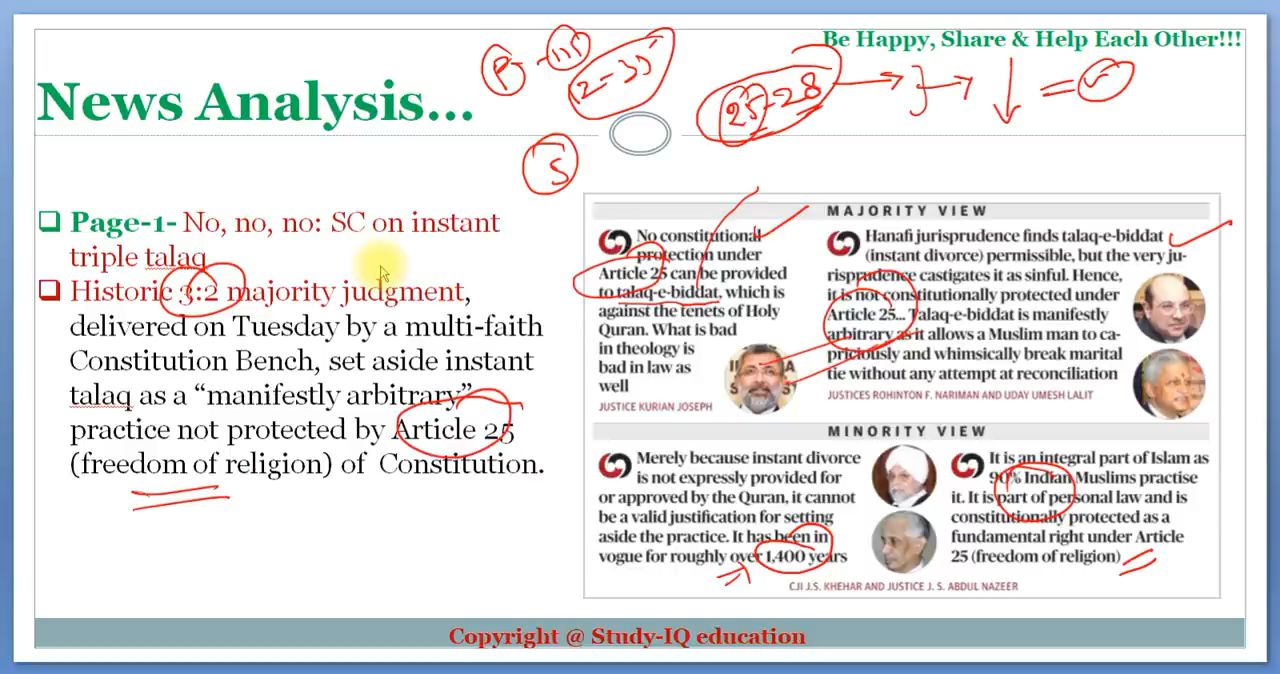 Be Happy, Share & Help Each Other!!!
News Analysis...
P - III
12-35
25-28
S
Page-1- No, no, no: SC on instant
triple talaq
Historic 3:2 majority judgment,
delivered on Tuesday by a multi-faith
Constitution Bench, set aside instant
talaq as a “manifestly arbitrary”
practice not protected by Article 25
(freedom of religion) of Constitution.
MAJORITY VIEW
No constitutional
protection under
Article 25 can be provided
to talaq-e-biddat, which is
against the tenets of Holy
Quran. What is bad
in theology is
bad in law as
well
JUSTICE KURIAN JOSEPH
Hanafi jurisprudence finds talaq-e-biddat
(instant divorce) permissible, but the very ju-
risprudence castigates it as sinful. Hence,
it is not constitutionally protected under
Article 25... Talaq-e-biddat is manifestly
arbitrary as it allows a Muslim man to ca-
priciously and whimsically break marital
tie without any attempt at reconciliation
JUSTICES ROHINTON F. NARIMAN AND UDAY UMESH LALIT
MINORITY VIEW
Merely because instant divorce
is not expressly provided for
or approved by the Quran, it cannot
be a valid justification for setting
aside the practice. It has been in
vogue for roughly over 1,400 years
It is an integral part of Islam as
90% Indian Muslims practise
it. It is part of personal law and is
constitutionally protected as a
fundamental right under Article
25 (freedom of religion)
CJI J.S. KHEHAR AND JUSTICE J. S. ABDUL NAZEER
Copyright @ Study-IQ education